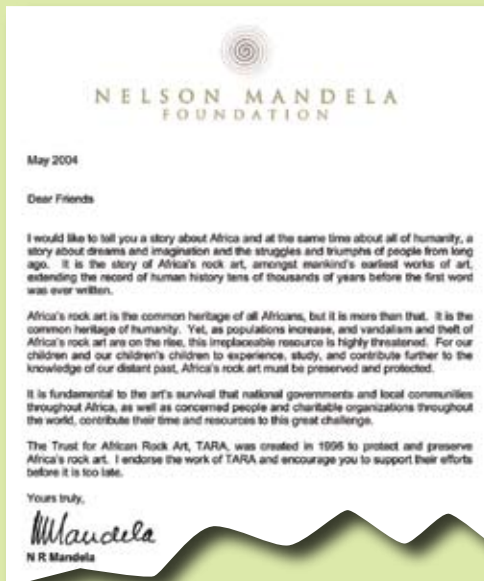 NELSON MANDELA
FOUNDATION
May 2004
Dear Friends
I would like to tell you a story about Africa and at the same time about all of humanity, a
story about dreams and imagination and the struggles and triumphs of people from long
ago. It is the story of Africa's rock art, amongst mankind's earliest works of art,
extending the record of human history tens of thousands of years before the first word
was ever written.
Africa's rock art is the common heritage of all Africans, but it is more than that. It is the
common heritage of humanity. Yet, as populations increase, and vandalism and theft of
Africa's rock art are on the rise, this irreplaceable resource is highly threatened. For our
children and our children's children to experience, study, and contribute further to the
knowledge of our distant past, Africa's rock art must be preserved and protected.
It is fundamental to the art's survival that national governments and local communities
throughout Africa, as well as concerned people and charitable organizations throughout
the world, contribute their time and resources to this great challenge.
The Trust for African Rock Art, TARA, was created in 1996 to protect and preserve
Africa's rock art. I endorse the work of TARA and encourage you to support their efforts
before it is too late.
Yours truly,
Mandela
N R Mandela